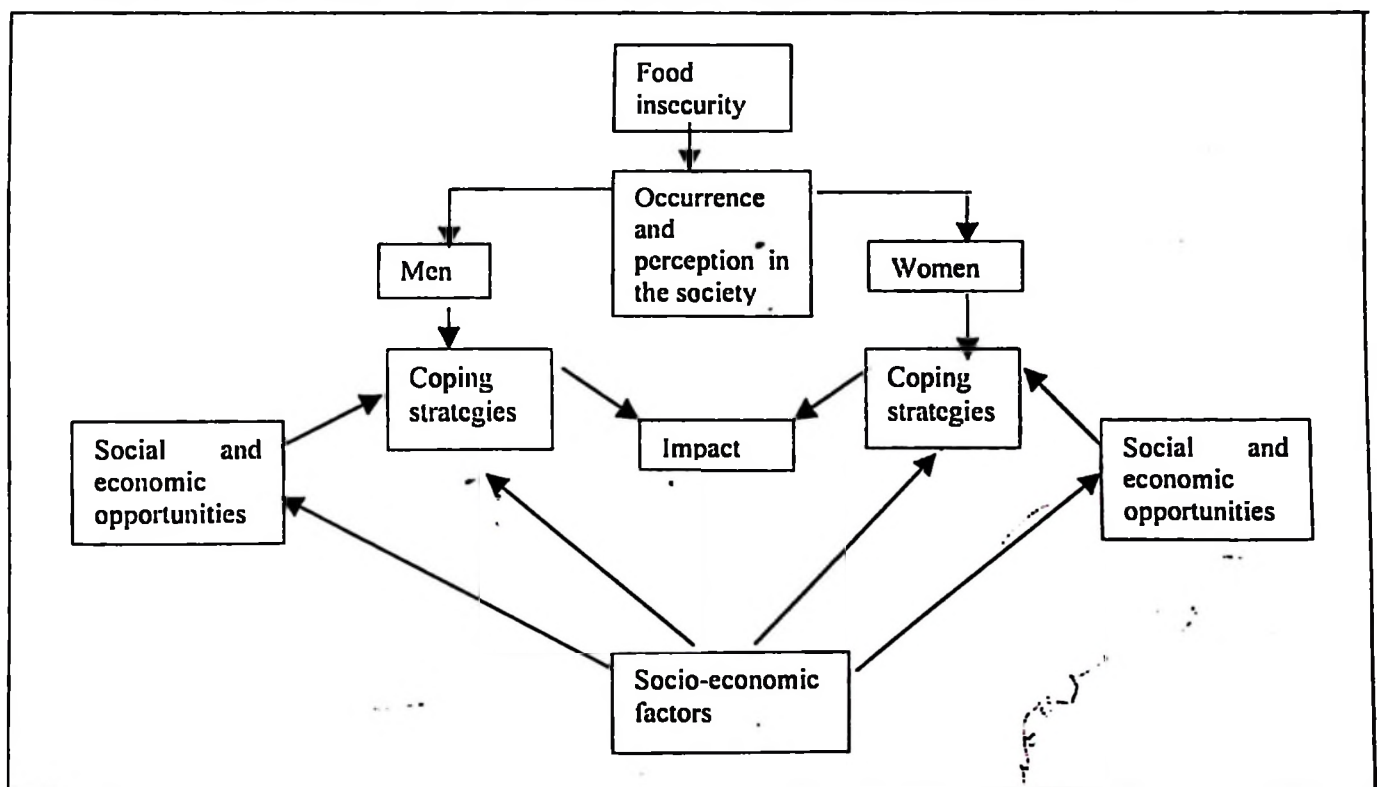 Food
insecurity
Occurrence
and
perception in
the society
Men
Women
Coping
strategies
Coping
strategies
Impact
Social and
economic
opportunities
Social and
economic
opportunities
Socio-economic
factors